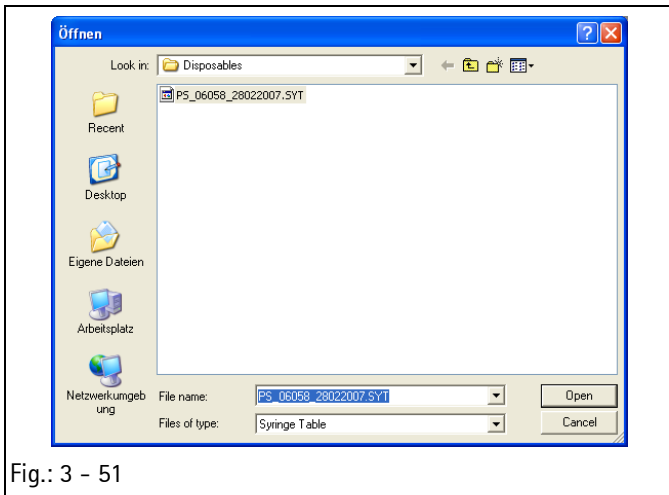 Öffnen
Look in: Disposables
PS_06058_28022007.SYT
Recent
Desktop
Eigene Dateien
Arbeitsplatz
Netzwerkumgeb
ung
File name: PS_06058_28022007.SYT Open
Files of type: Syringe Table Cancel
Fig.: 3 – 51